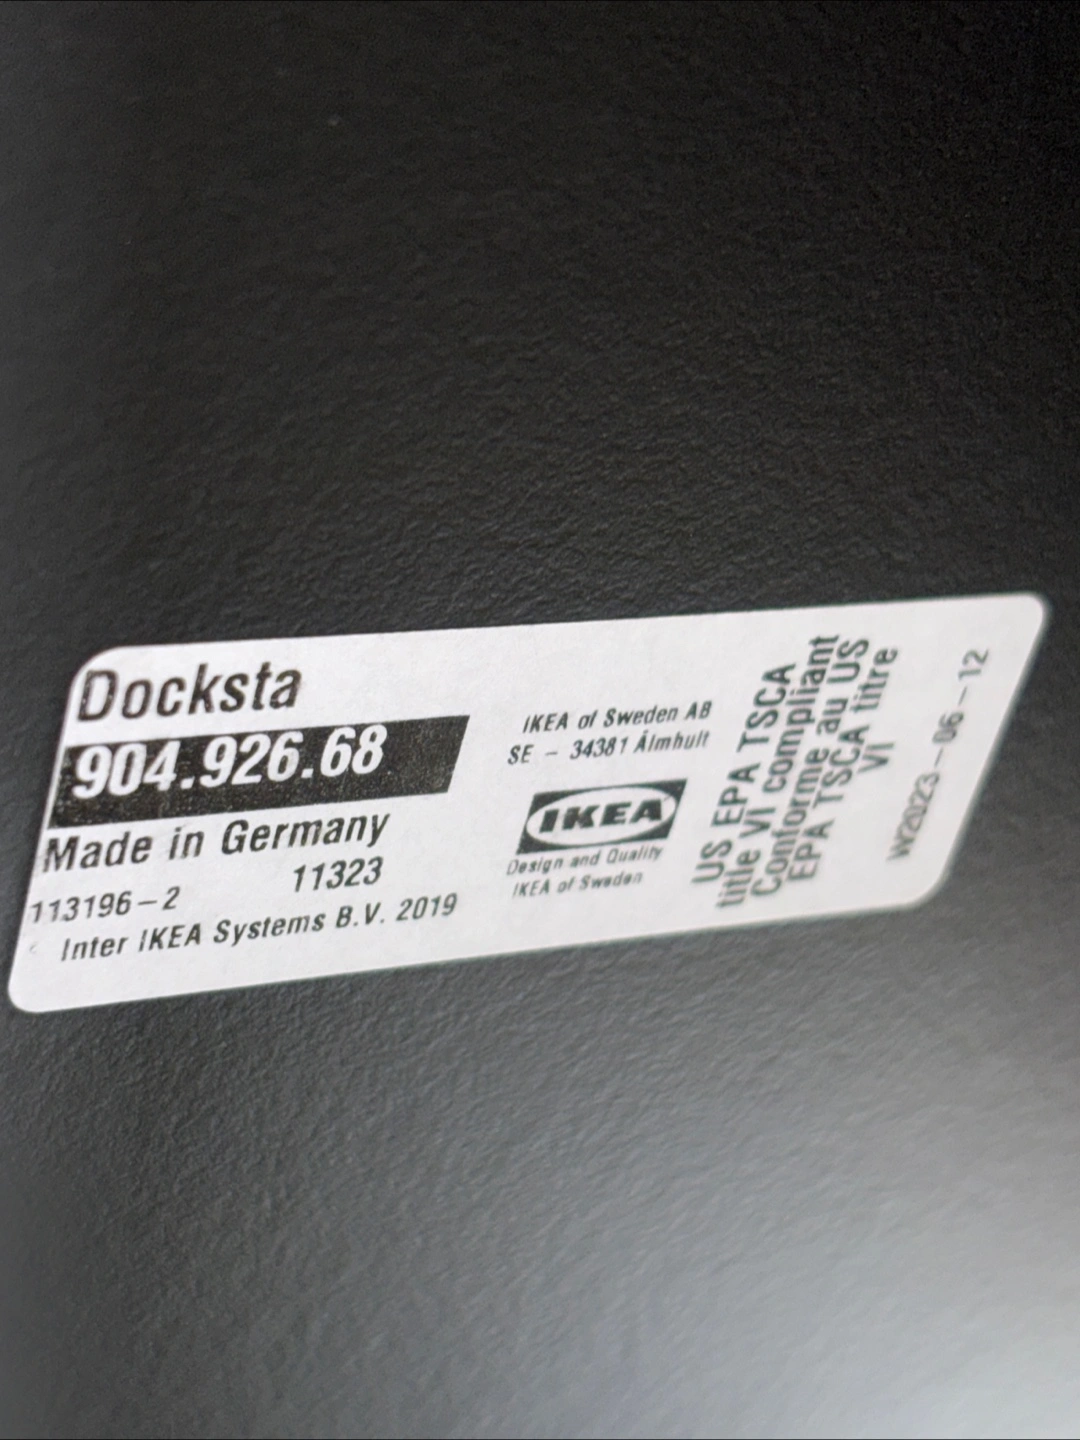 Docksta
904.926.68
Made in Germany
11323
113196-2
Inter IKEA Systems B.V. 2019
IKEA of Sweden AB
SE - 34381 Älmhult
IKEA
Design and Quality
IKEA of Sweden
US EPA TSCA
title VI compliant
Conforme au US
EPA TSCA titre
VI
W2023-06-12